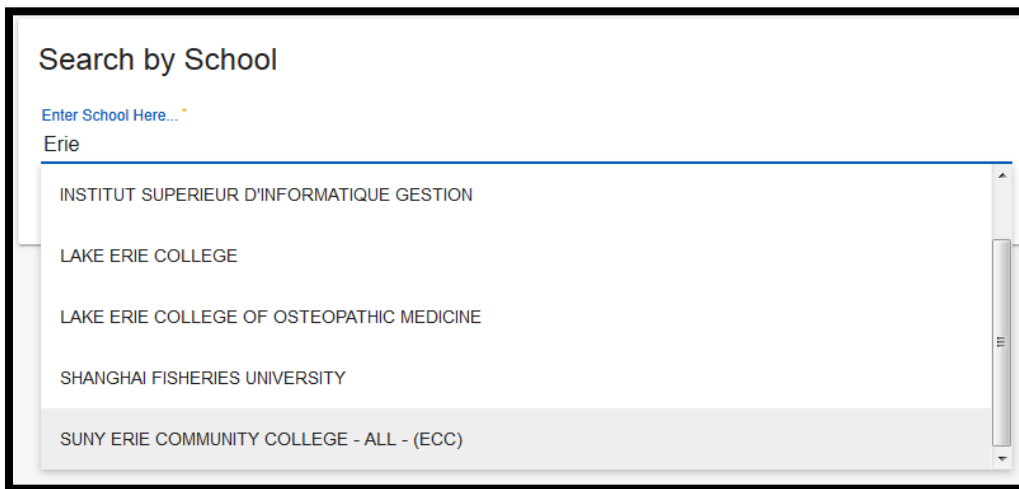 Search by School
Enter School Here... *
Erie
INSTITUT SUPERIEUR D'INFORMATIQUE GESTION
LAKE ERIE COLLEGE
LAKE ERIE COLLEGE OF OSTEOPATHIC MEDICINE
SHANGHAI FISHERIES UNIVERSITY
SUNY ERIE COMMUNITY COLLEGE - ALL - (ECC)